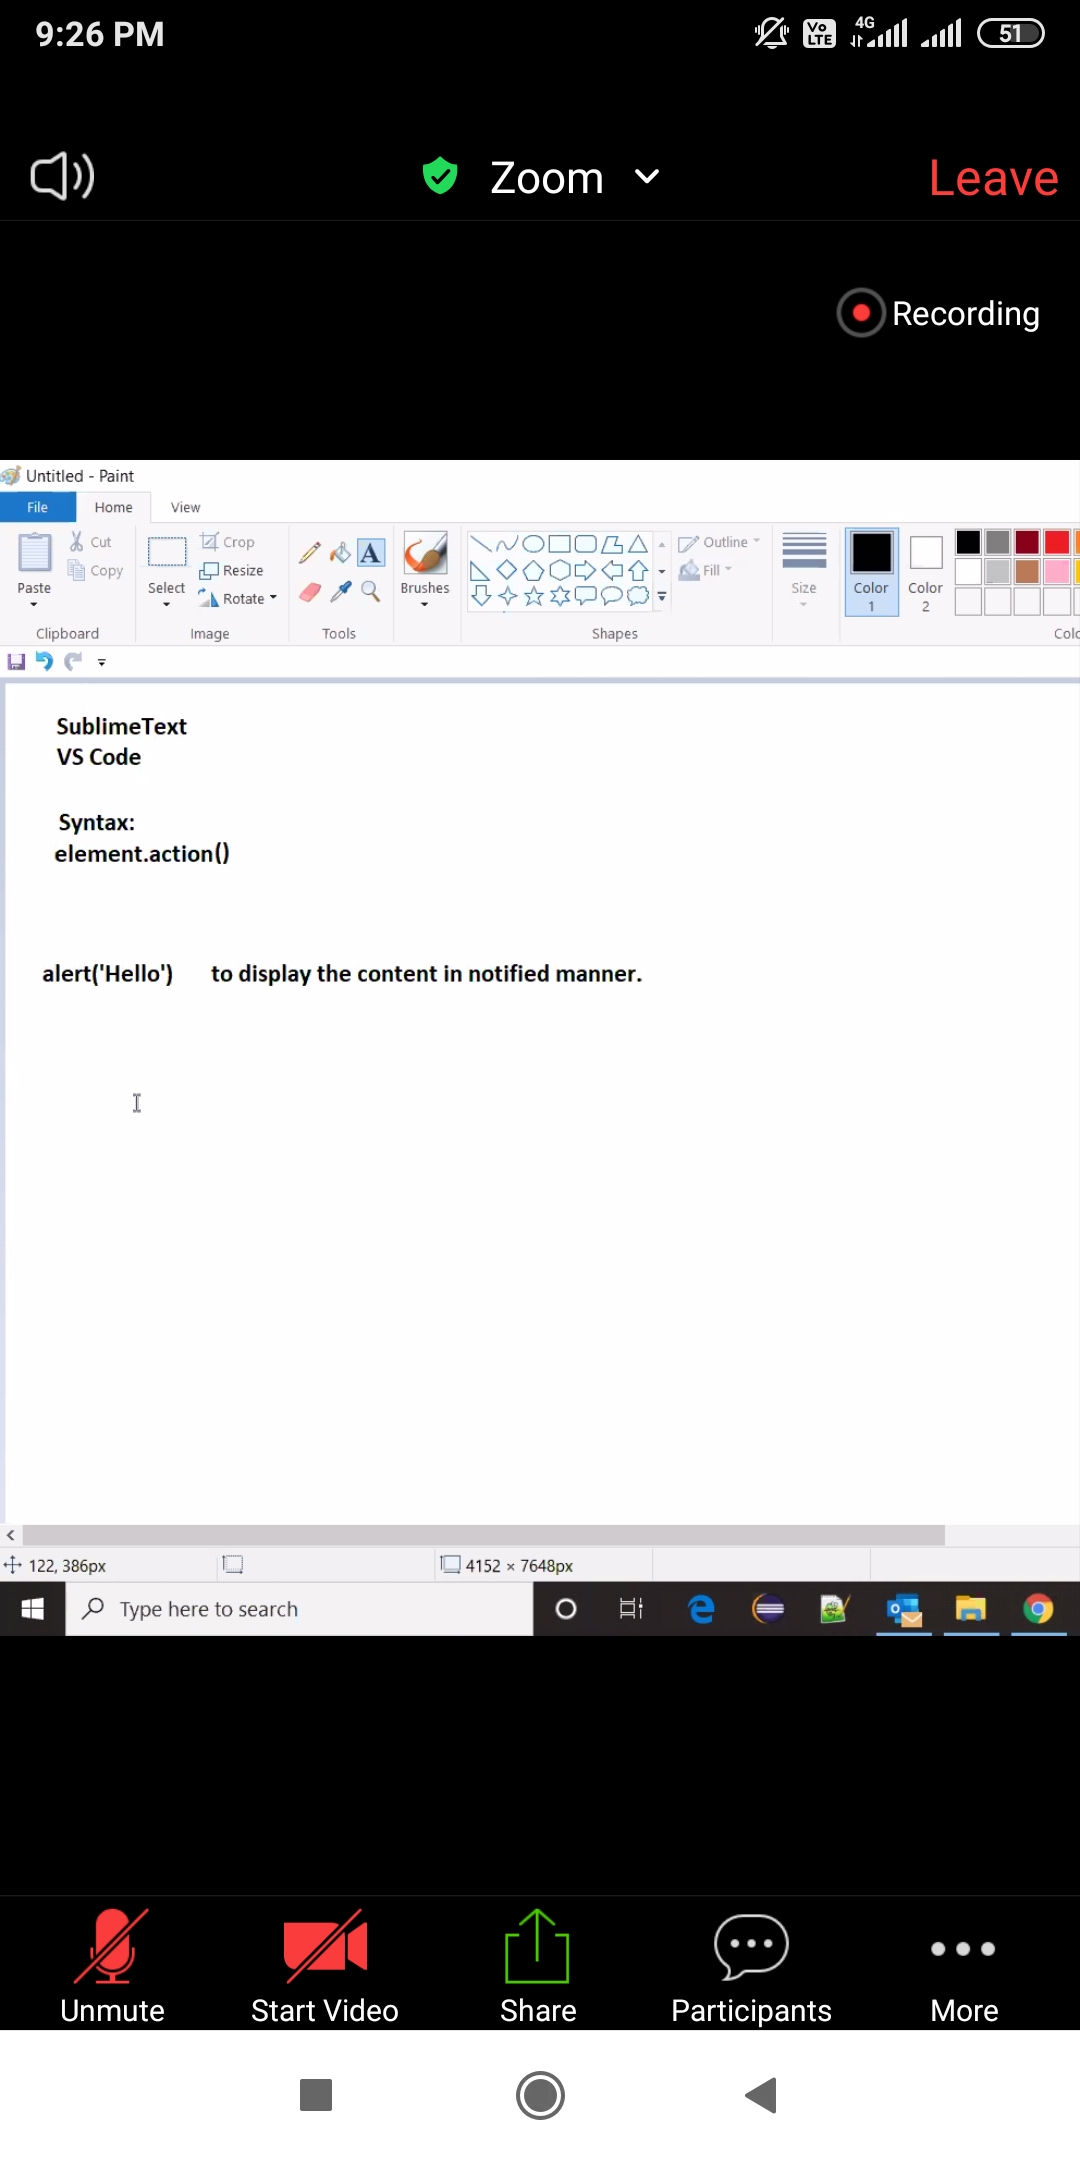 9:26 PM
Vo LTE 4G 51
Zoom
Leave
Recording
Untitled - Paint
File Home View
Cut
Copy
Paste
Clipboard
Select
Crop
Resize
Rotate
Image
A
Tools
Brushes
Shapes
Outline
Fill
Size
Color 1
Color 2
SublimeText
VS Code
Syntax:
element.action()
alert('Hello') to display the content in notified manner.
122, 386px
4152 × 7648px
Type here to search
Unmute
Start Video
Share
Participants
More